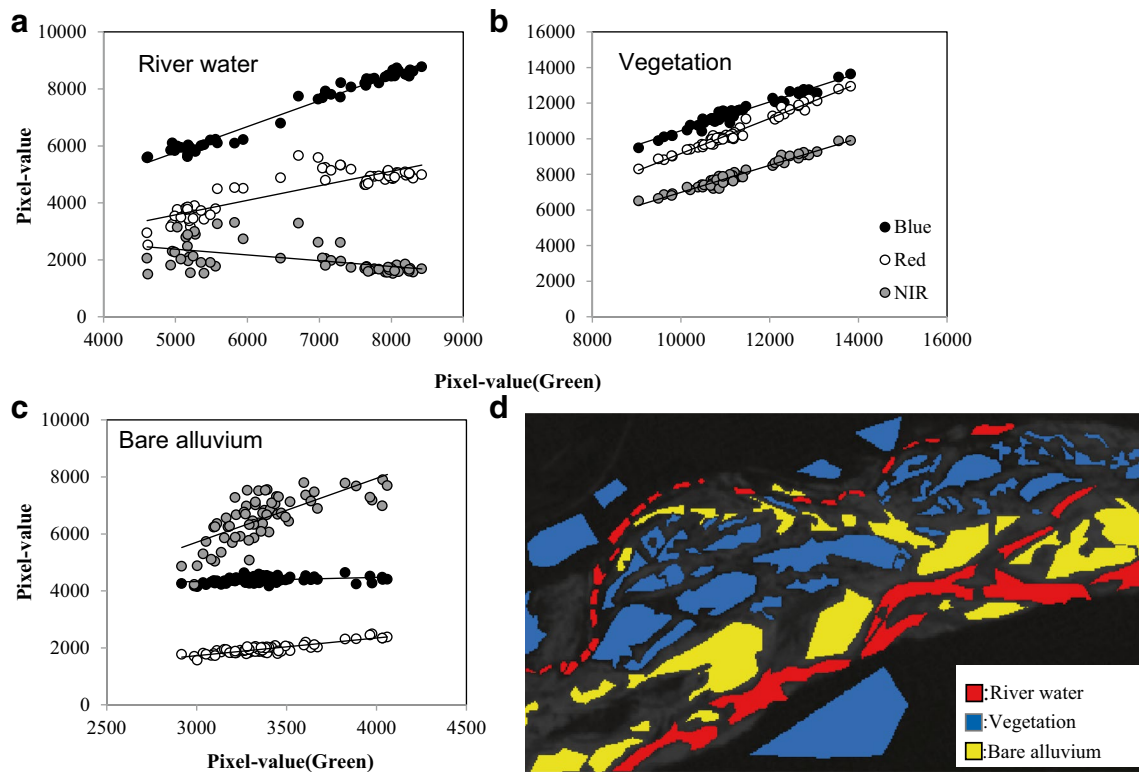 a
River water
10000
8000
6000
4000
2000
0
4000 5000 6000 7000 8000 9000
Pixel-value
b
Vegetation
16000
14000
12000
10000
8000
6000
4000
2000
0
8000 10000 12000 14000 16000
Blue
Red
NIR
Pixel-value(Green)
c
Bare alluvium
10000
8000
6000
4000
2000
0
2500 3000 3500 4000 4500
Pixel-value
Pixel-value(Green)
d
:River water
:Vegetation
:Bare alluvium